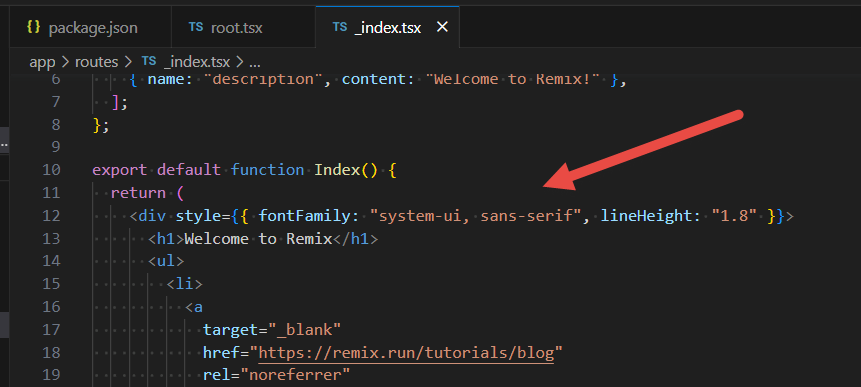 {} package.json TS root.tsx TS _index.tsx ×
app > routes > TS _index.tsx > ...
6 { name: "description", content: "Welcome to Remix!" },
7 ];
8 };
9
10 export default function Index() {
11 return (
12 <div style={{ fontFamily: "system-ui, sans-serif", lineHeight: "1.8" }}>
13 <h1>Welcome to Remix</h1>
14 <ul>
15 <li>
16 <a
17 target="_blank"
18 href="https://remix.run/tutorials/blog"
19 rel="noreferrer"